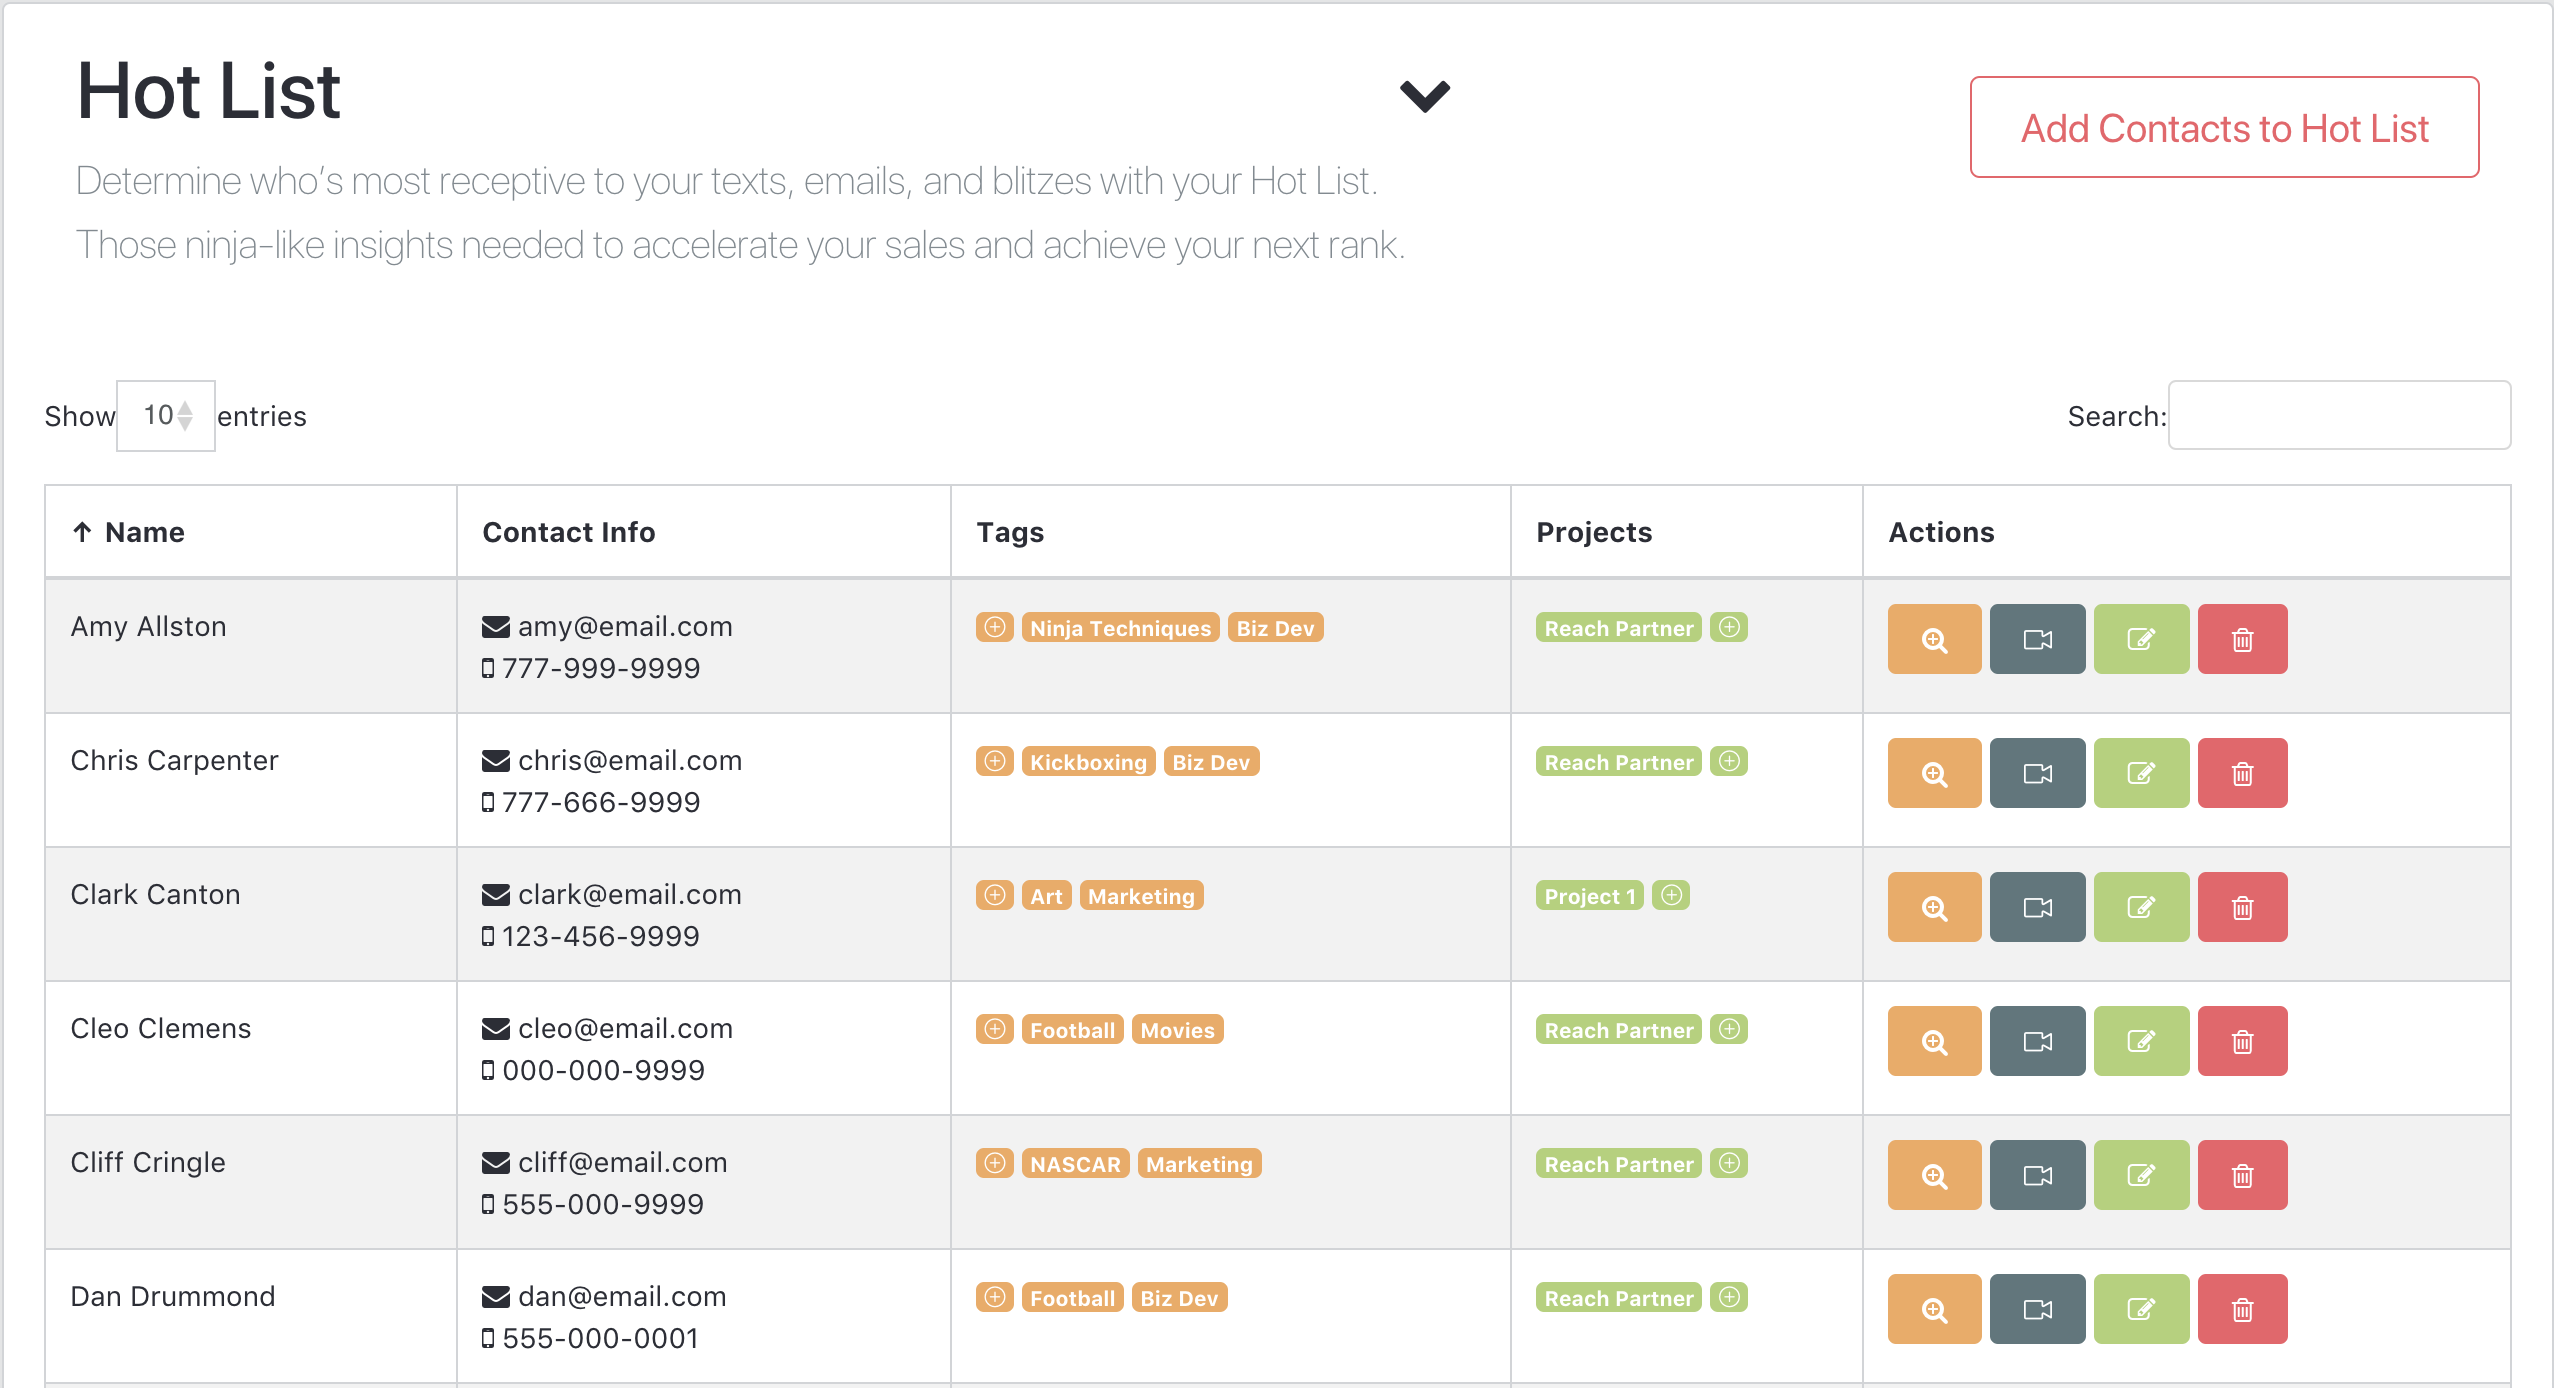 Hot List
Add Contacts to Hot List
Determine who's most receptive to your texts, emails, and blitzes with your Hot List.
Those ninja-like insights needed to accelerate your sales and achieve your next rank.
Show 10 entries
Search:
Name Contact Info Tags Projects Actions
Amy Allston amy@email.com Ninja Techniques Biz Dev Reach Partner
777-999-9999
Chris Carpenter chris@email.com Kickboxing Biz Dev Reach Partner
777-666-9999
Clark Canton clark@email.com Art Marketing Project 1
123-456-9999
Cleo Clemens cleo@email.com Football Movies Reach Partner
000-000-9999
Cliff Cringle cliff@email.com NASCAR Marketing Reach Partner
555-000-9999
Dan Drummond dan@email.com Football Biz Dev Reach Partner
555-000-0001